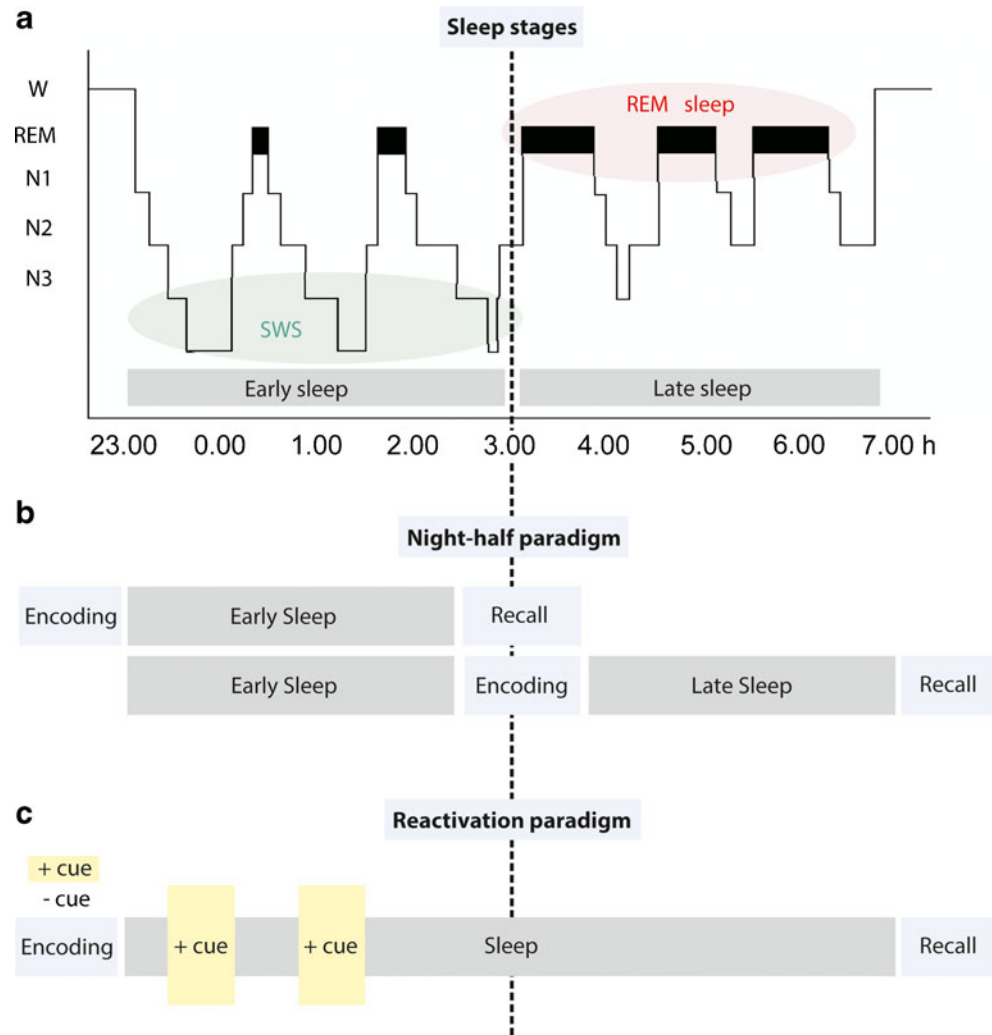 a
Sleep stages
W
REM
N1
N2
N3
REM sleep
SWS
Early sleep
Late sleep
23.00 0.00 1.00 2.00 3.00 4.00 5.00 6.00 7.00 h
b
Night-half paradigm
Encoding Early Sleep Recall
Early Sleep Encoding Late Sleep Recall
c
Reactivation paradigm
+ cue
- cue
Encoding + cue + cue Sleep Recall